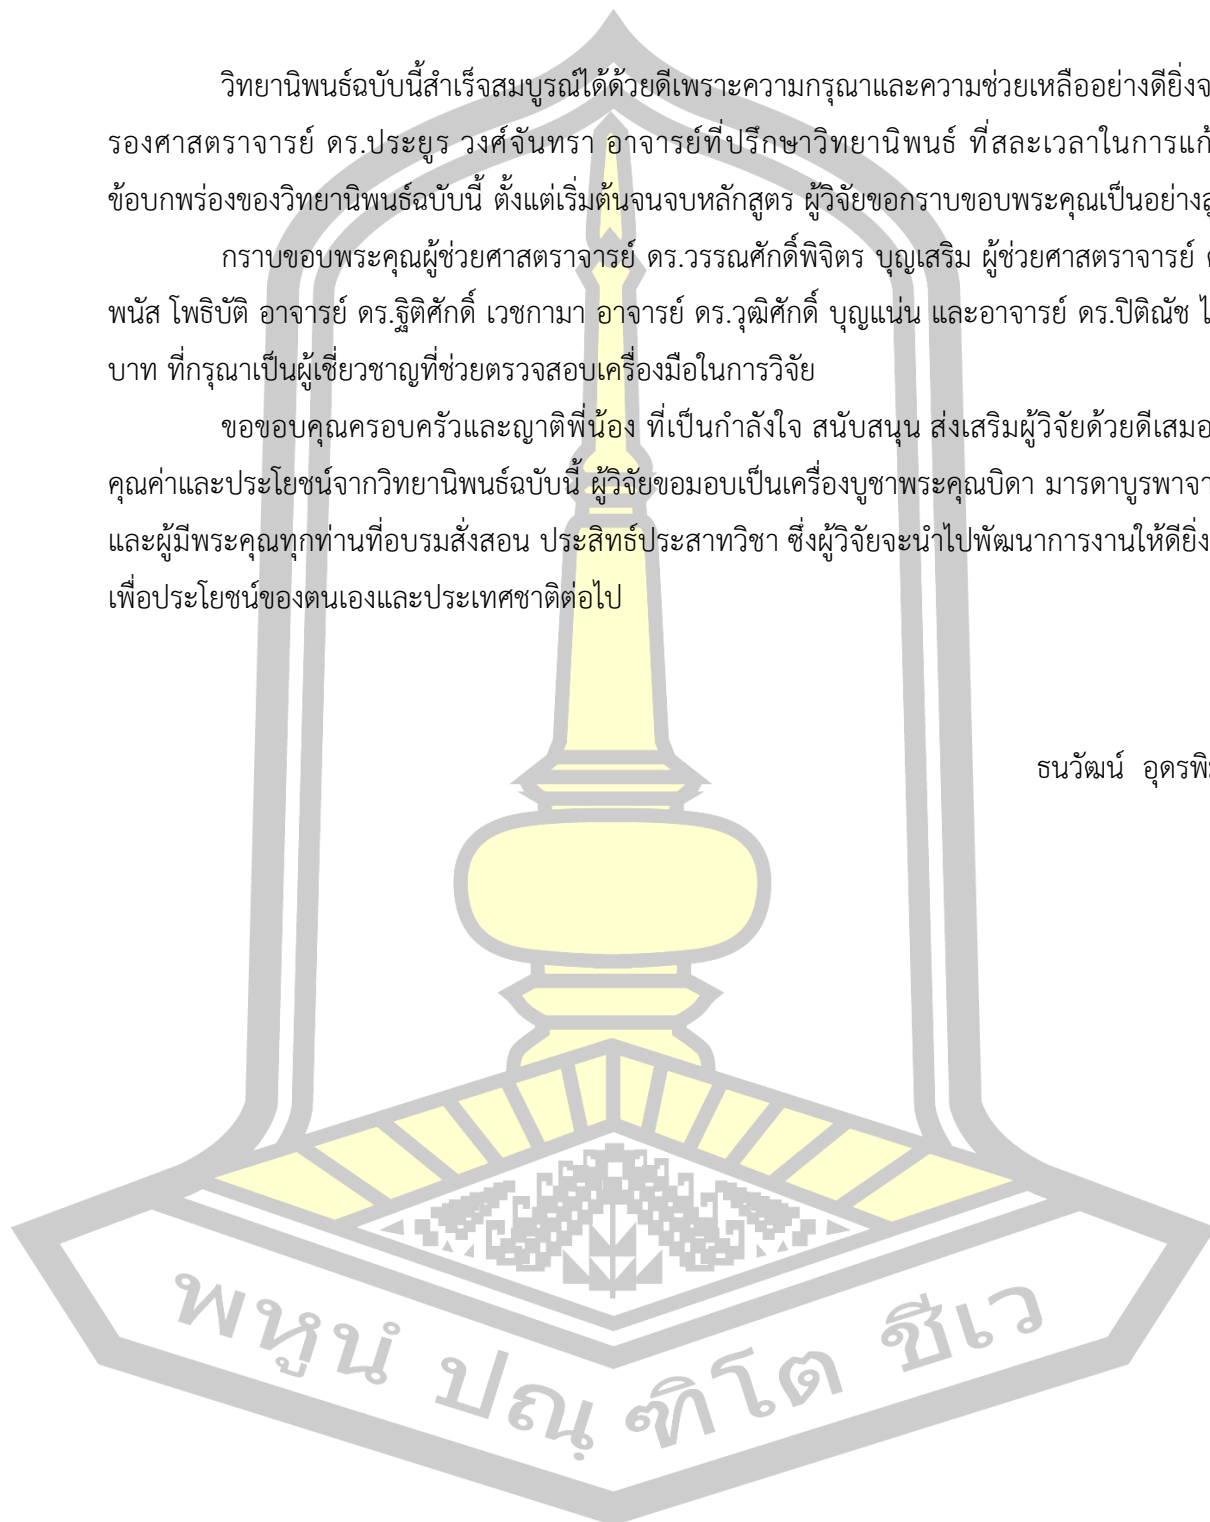 วิทยานิพนธ์ฉบับนี้สำเร็จสมบูรณ์ได้ด้วยดีเพราะความกรุณาและความช่วยเหลืออย่างดียิ่ง
รองศาสตราจารย์ ดร.ประยูร วงศ์จันทรา อาจารย์ที่ปรึกษาวิทยานิพนธ์ ที่สละเวลาในการ
ข้อบกพร่องของวิทยานิพนธ์ฉบับนี้ ตั้งแต่เริ่มต้นจนจบหลักสูตร ผู้วิจัยขอกราบขอบพระคุณเป็นอย่าง
กราบขอบพระคุณผู้ช่วยศาสตราจารย์ ดร.วรรณศักดิ์พิจิตร บุญเสริม ผู้ช่วยศาสตราจารย์
พนัส โพธิบัติ อาจารย์ ดร.ฐิติศักดิ์ เวชกามา อาจารย์ ดร.วุฒิศักดิ์ บุญแน่น และอาจารย์ ดร.ปิติณัช
บาท ที่กรุณาเป็นผู้เชี่ยวชาญที่ช่วยตรวจสอบเครื่องมือในการวิจัย
ขอขอบคุณครอบครัวและญาติพี่น้อง ที่เป็นกำลังใจ สนับสนุน ส่งเสริมผู้วิจัยด้วยดีเสมอ
คุณค่าและประโยชน์จากวิทยานิพนธ์ฉบับนี้ ผู้วิจัยขอมอบเป็นเครื่องบูชาพระคุณบิดา มารดาบูรพาจา
และผู้มีพระคุณทุกท่านที่อบรมสั่งสอน ประสิทธ์ประสาทวิชา ซึ่งผู้วิจัยจะนำไปพัฒนาการงานให้ดียิ่ง
เพื่อประโยชน์ของตนเองและประเทศชาติต่อไป
ธนวัฒน์ อุดรพิ
พหูนํ ปณฺฑิโต ชีเว